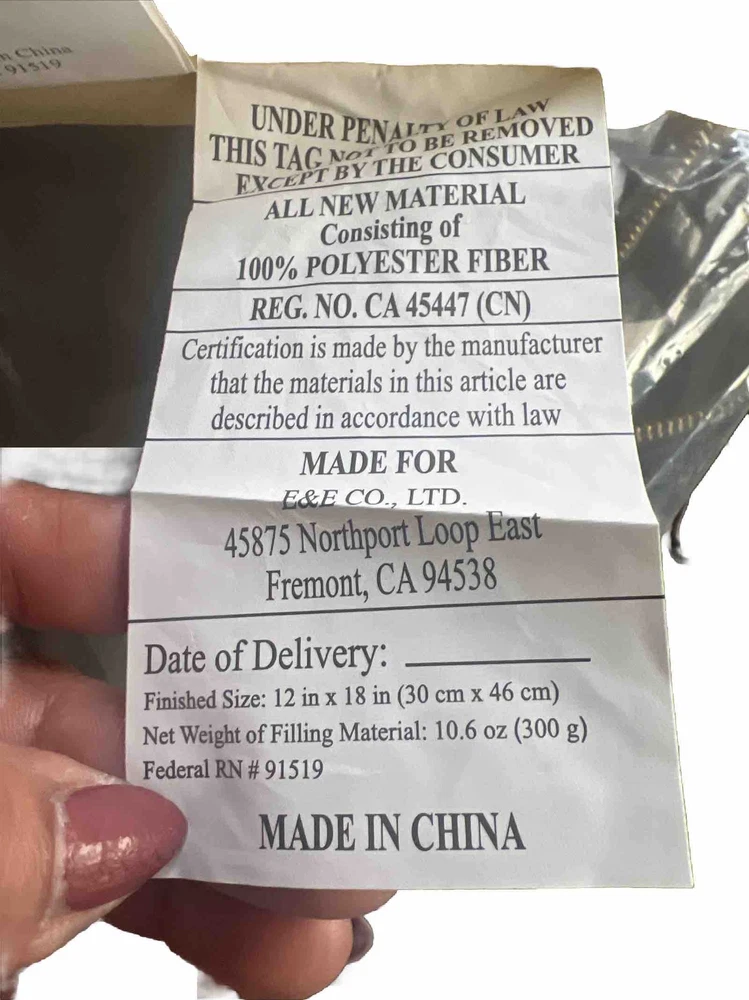 n China
91519
UNDER PENALTY OF LAW
THIS TAG NOT TO BE REMOVED
EXCEPT BY THE CONSUMER
ALL NEW MATERIAL
Consisting of
100% POLYESTER FIBER
REG. NO. CA 45447 (CN)
Certification is made by the manufacturer
that the materials in this article are
described in accordance with law
MADE FOR
E&E CO., LTD.
45875 Northport Loop East
Fremont, CA 94538
Date of Delivery:
Finished Size: 12 in x 18 in (30 cm x 46 cm)
Net Weight of Filling Material: 10.6 oz (300 g)
Federal RN # 91519
MADE IN CHINA